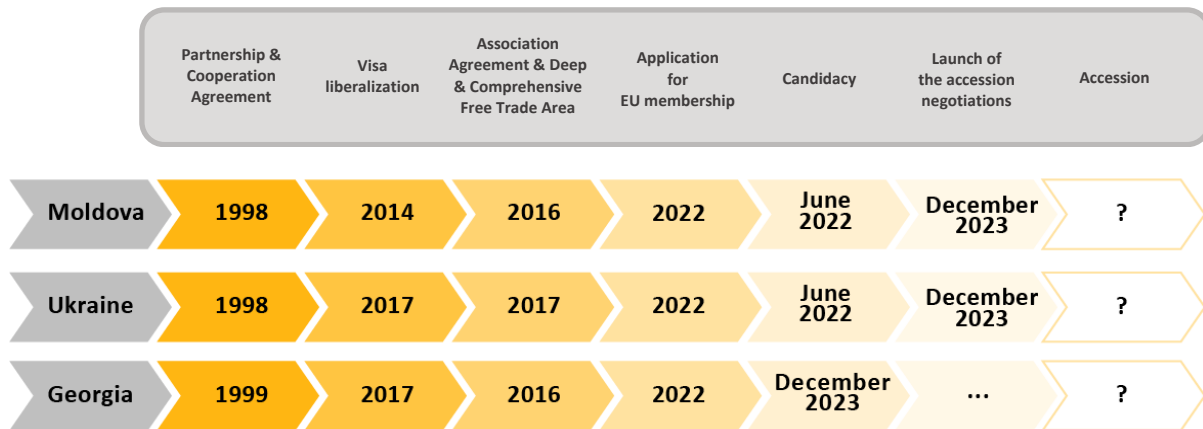 Partnership &
Cooperation
Agreement
Visa
liberalization
Association
Agreement & Deep
& Comprehensive
Free Trade Area
Application
for
EU membership
Candidacy
Launch of
the accession
negotiations
Accession
Moldova
1998
2014
2016
2022
June
2022
December
2023
?
Ukraine
1998
2017
2017
2022
June
2022
December
2023
?
Georgia
1999
2017
2016
2022
December
2023
...
?